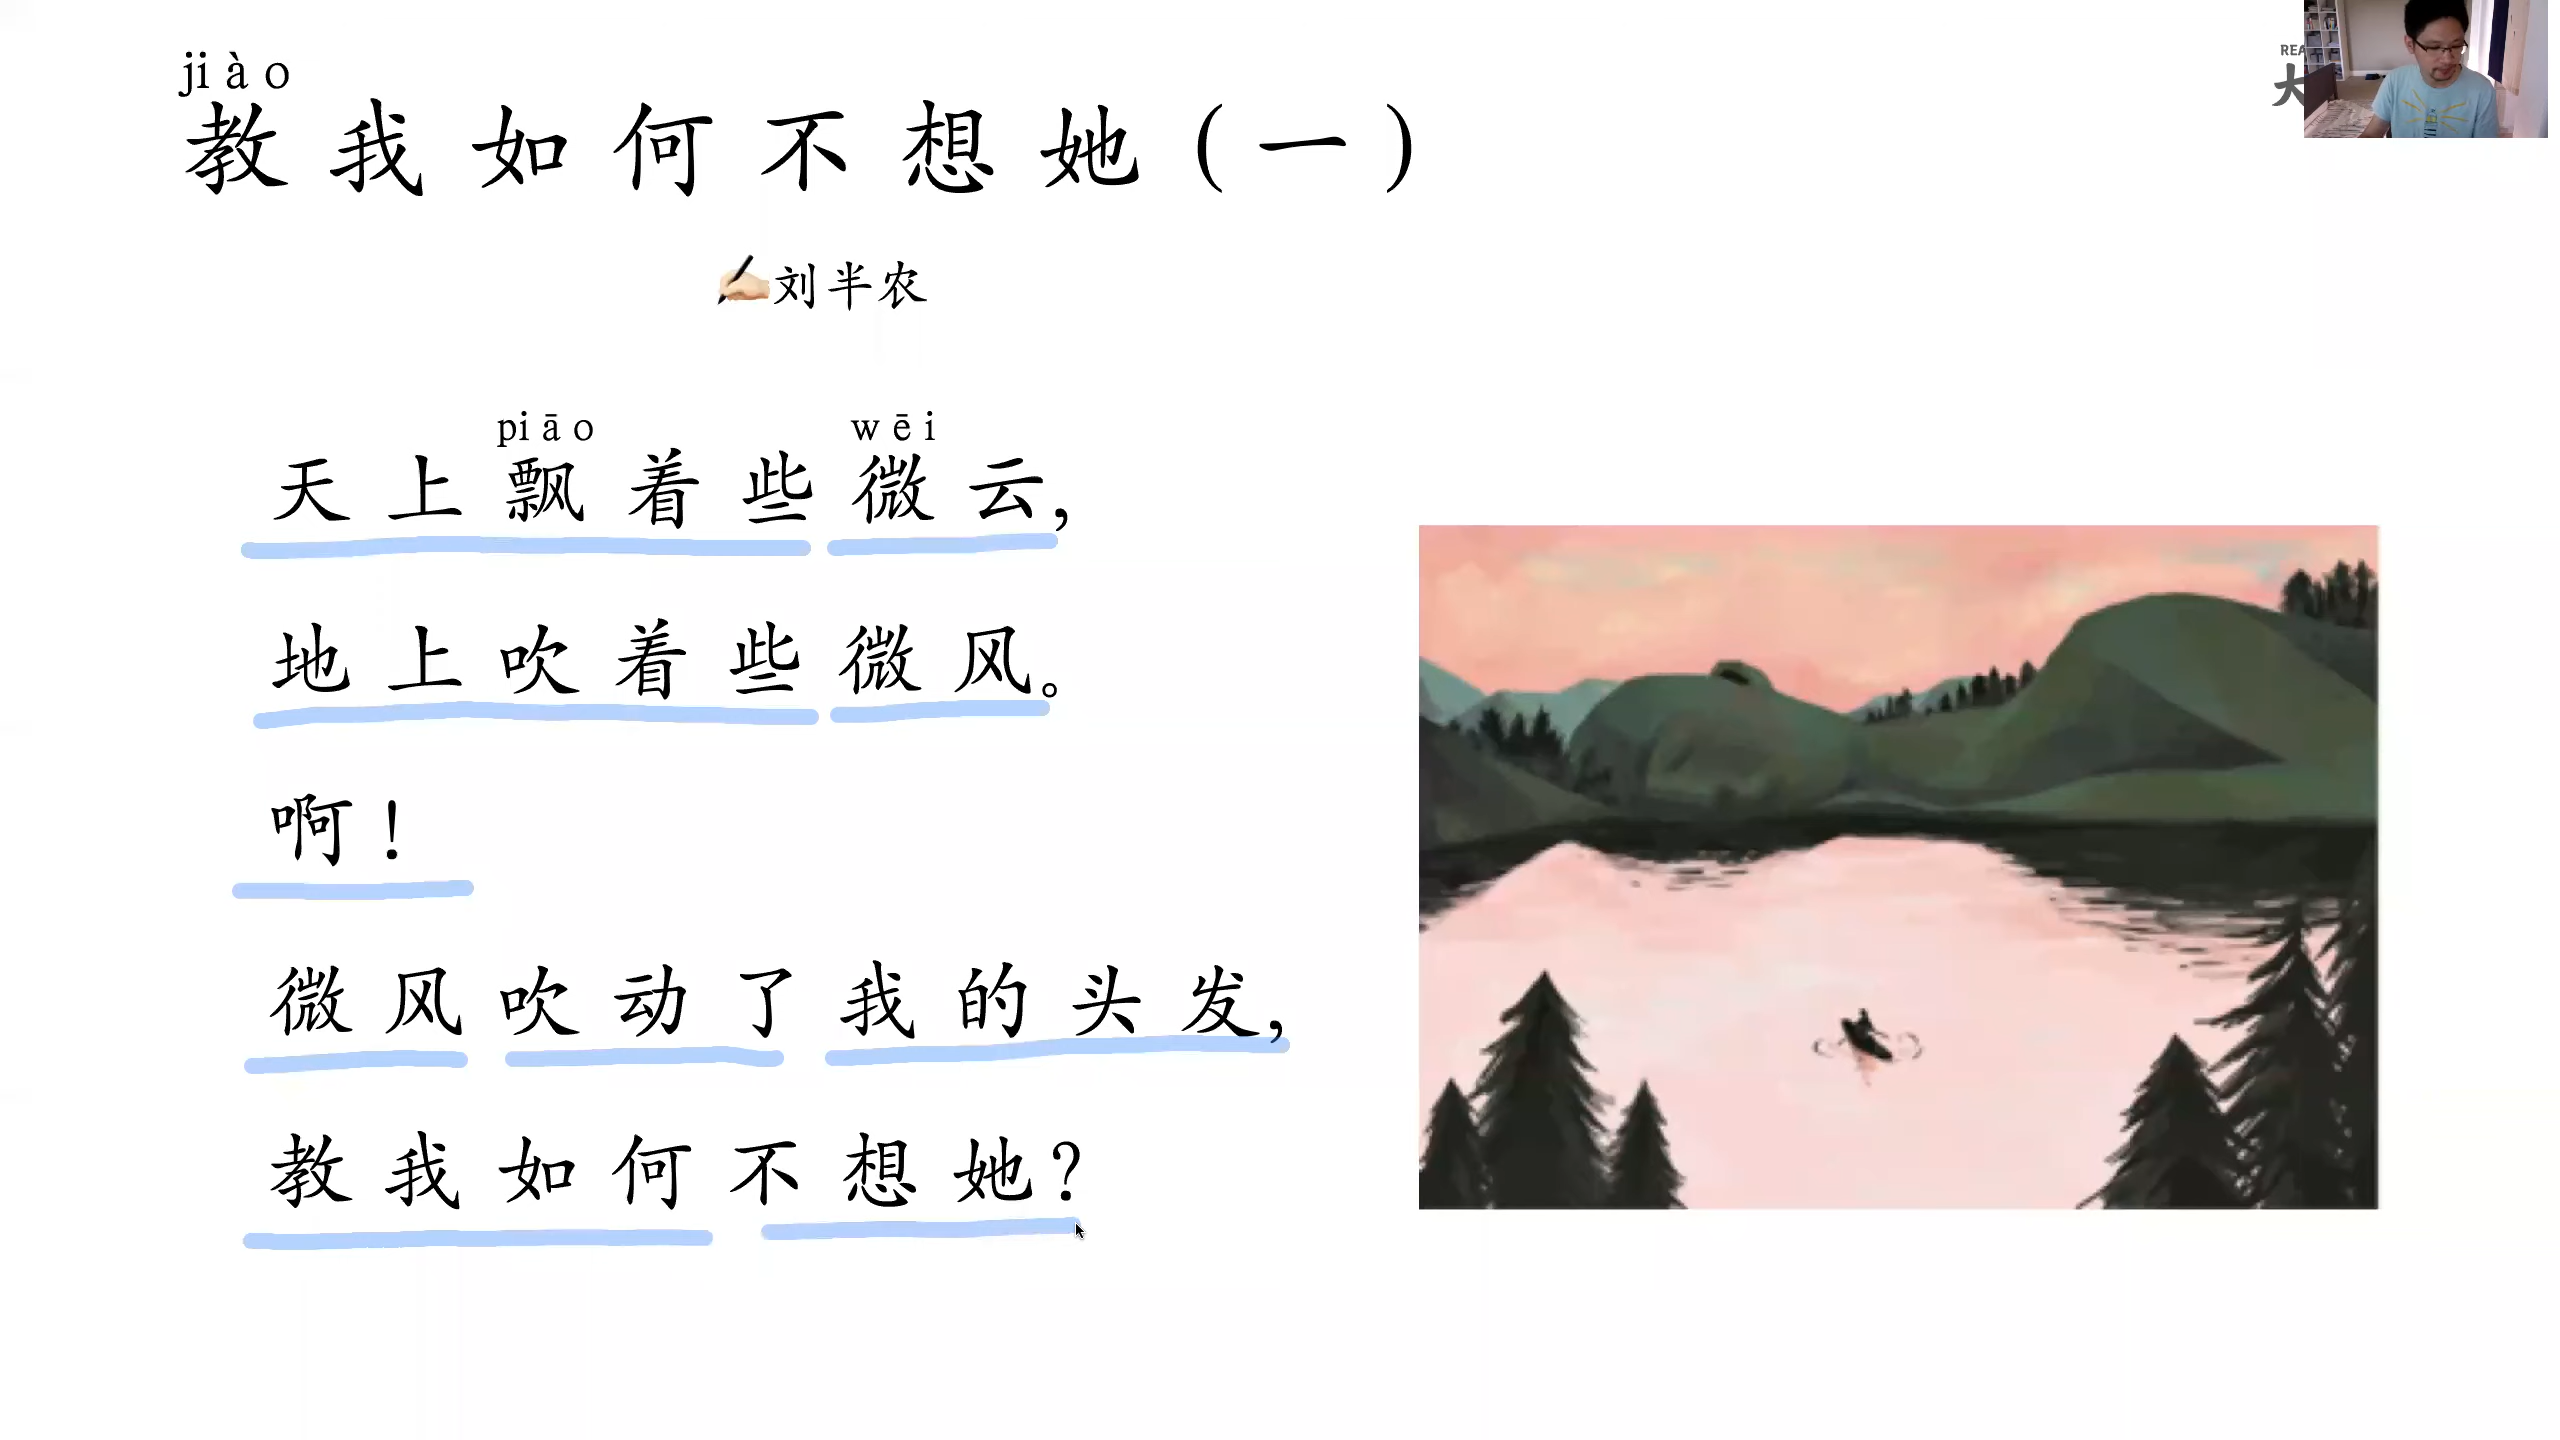 jiào
教我如何不想她(一)
刘半农
piāo wēi
天上飘着些微云,
地上吹着些微风。
啊!
微风吹动了我的头发,
教我如何不想她?
REA
大